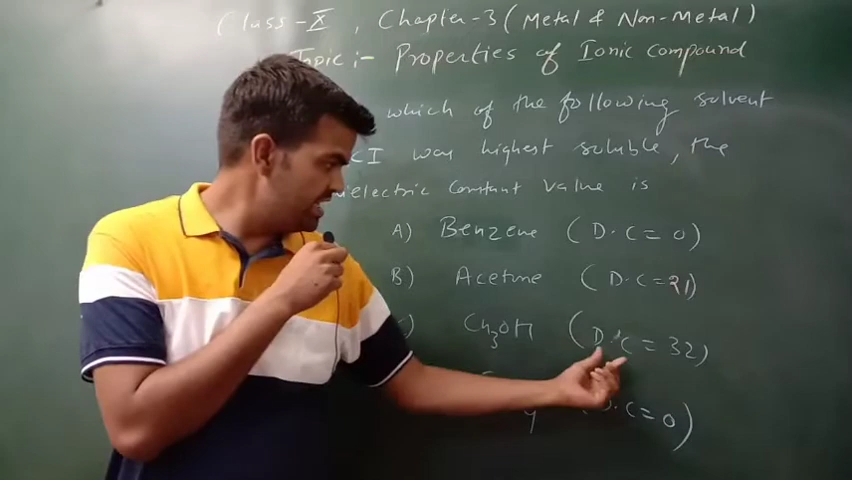 Class-X, Chapter-3 (Metal & Non-Metal)
Topic :- Properties of Ionic compound
which of the following solvent
was highest soluble, the
dielectric constant value is
A) Benzene (D.C = 0)
B) Acetone (D.C = 21)
CH3OH (D.C = 32)
D.C = 0)